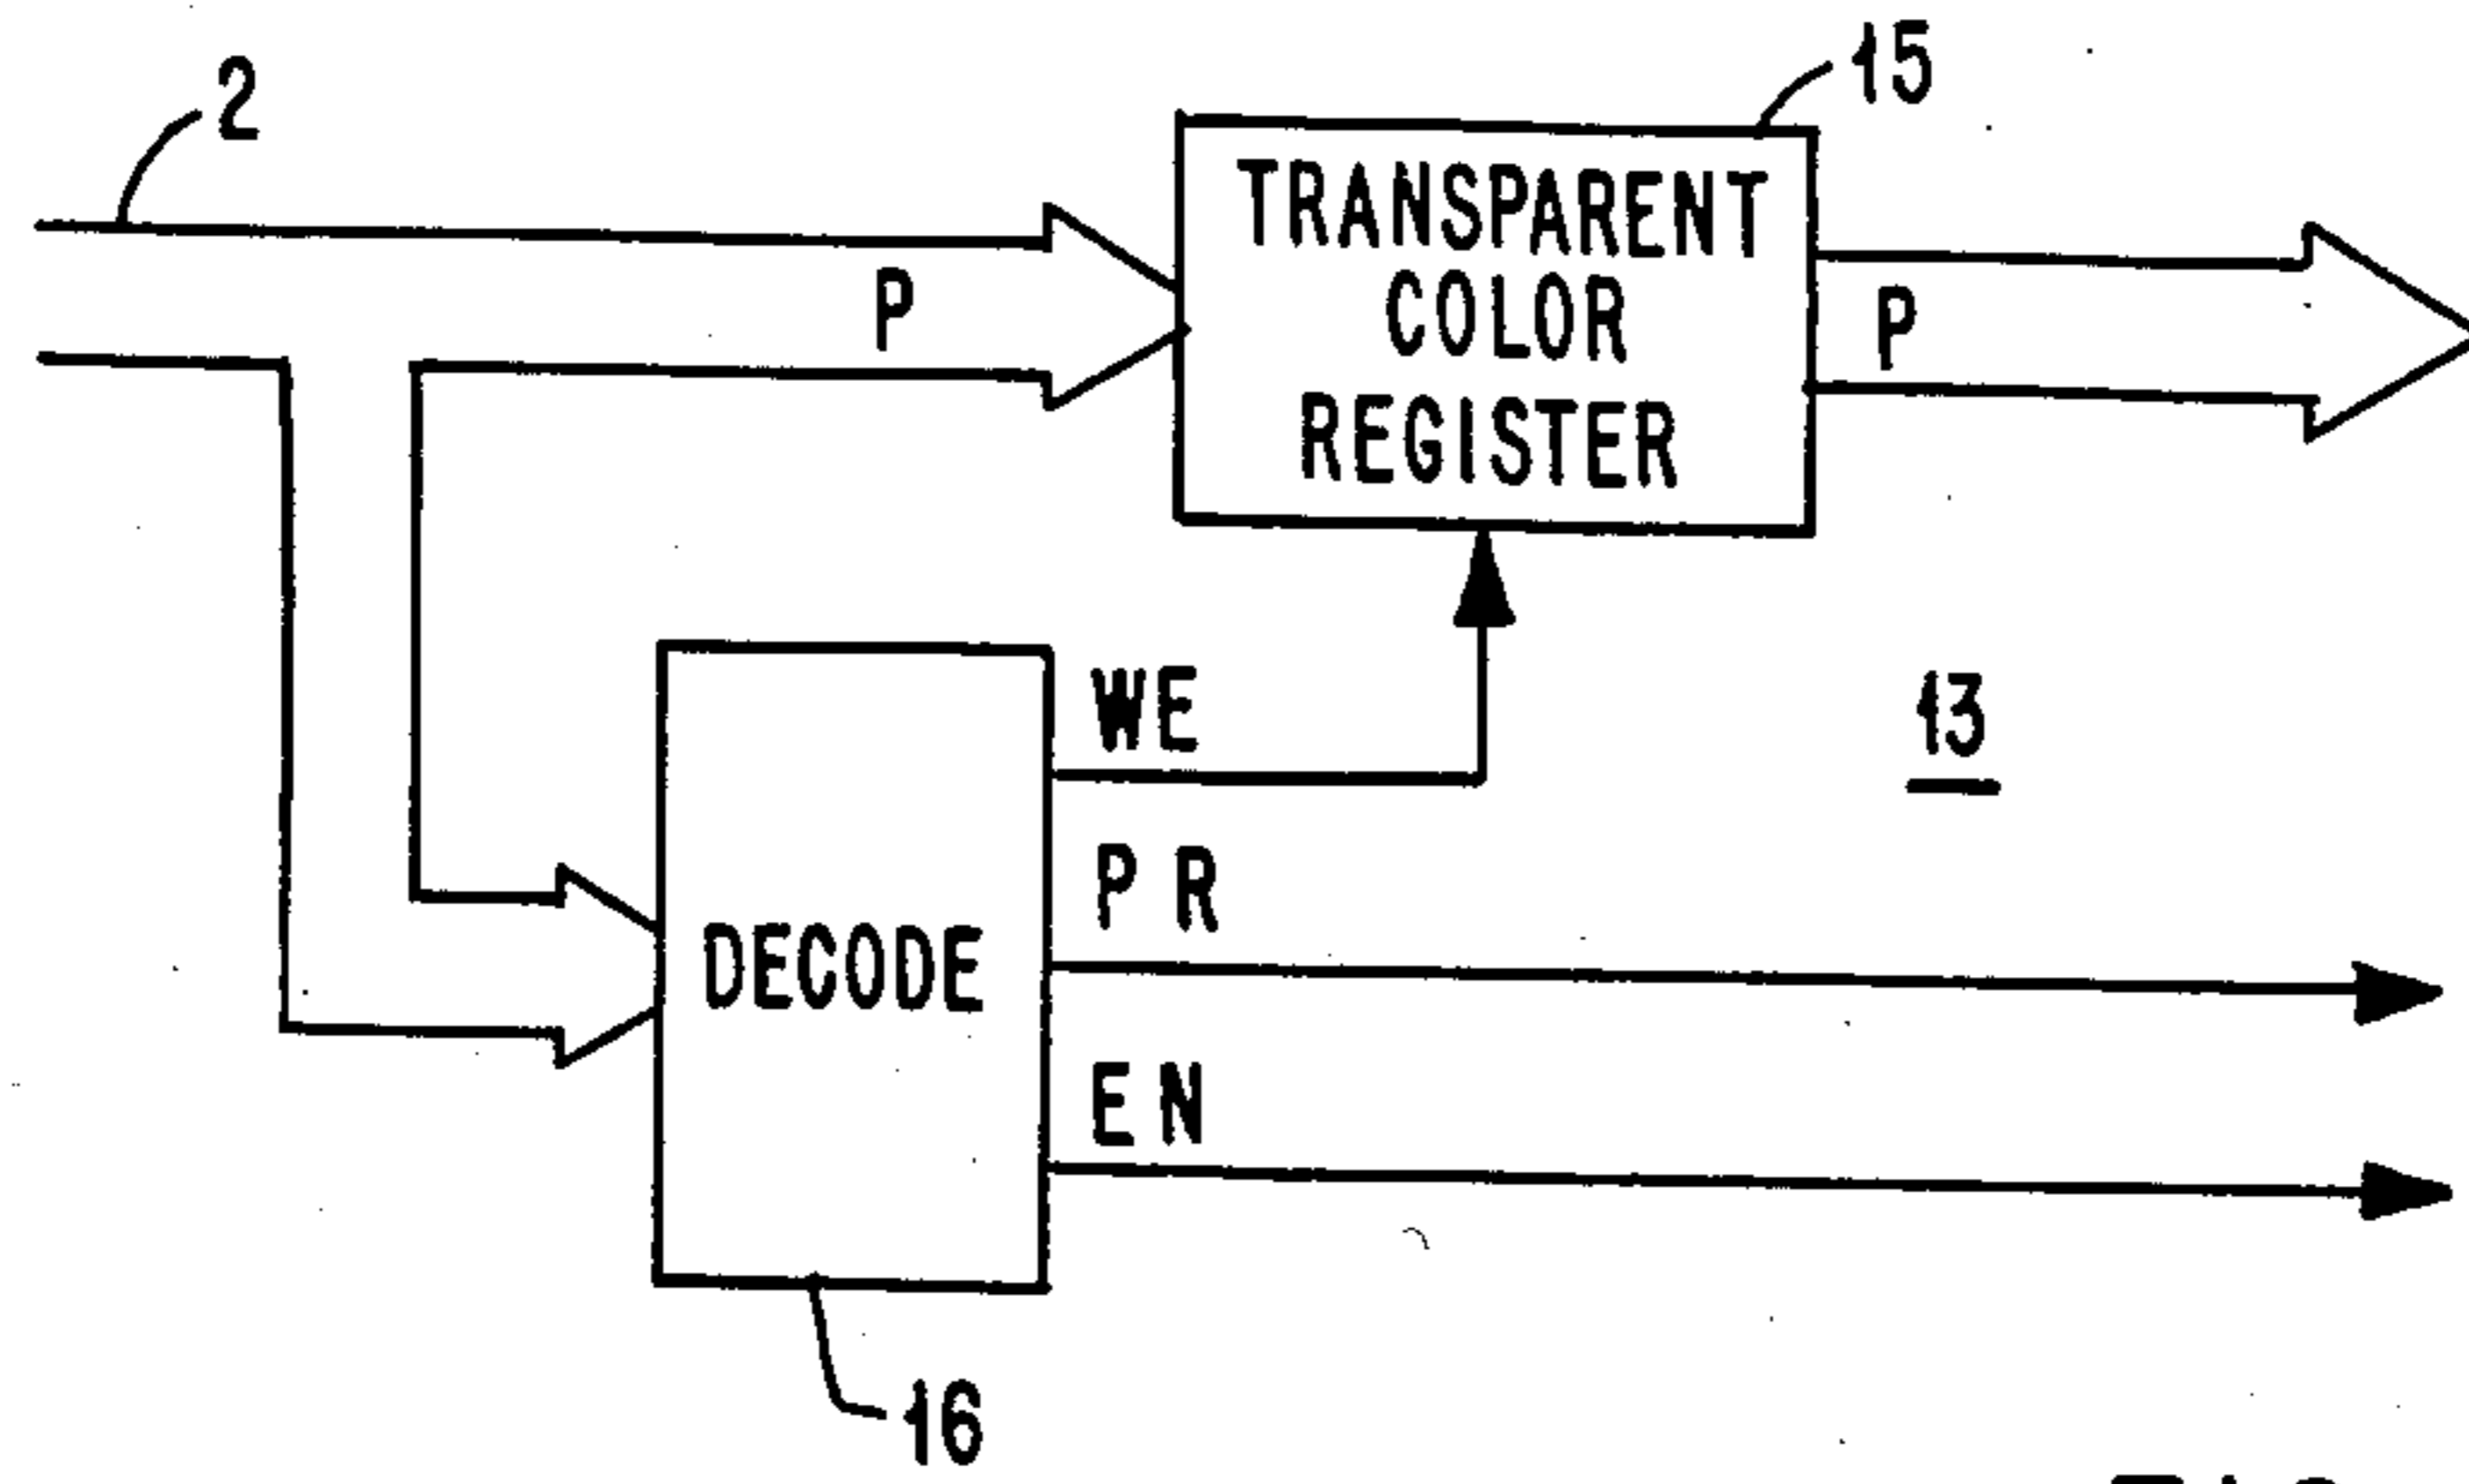 2
15
TRANSPARENT
COLOR
REGISTER
P
P
WE
13
PR
DECODE
EN
16